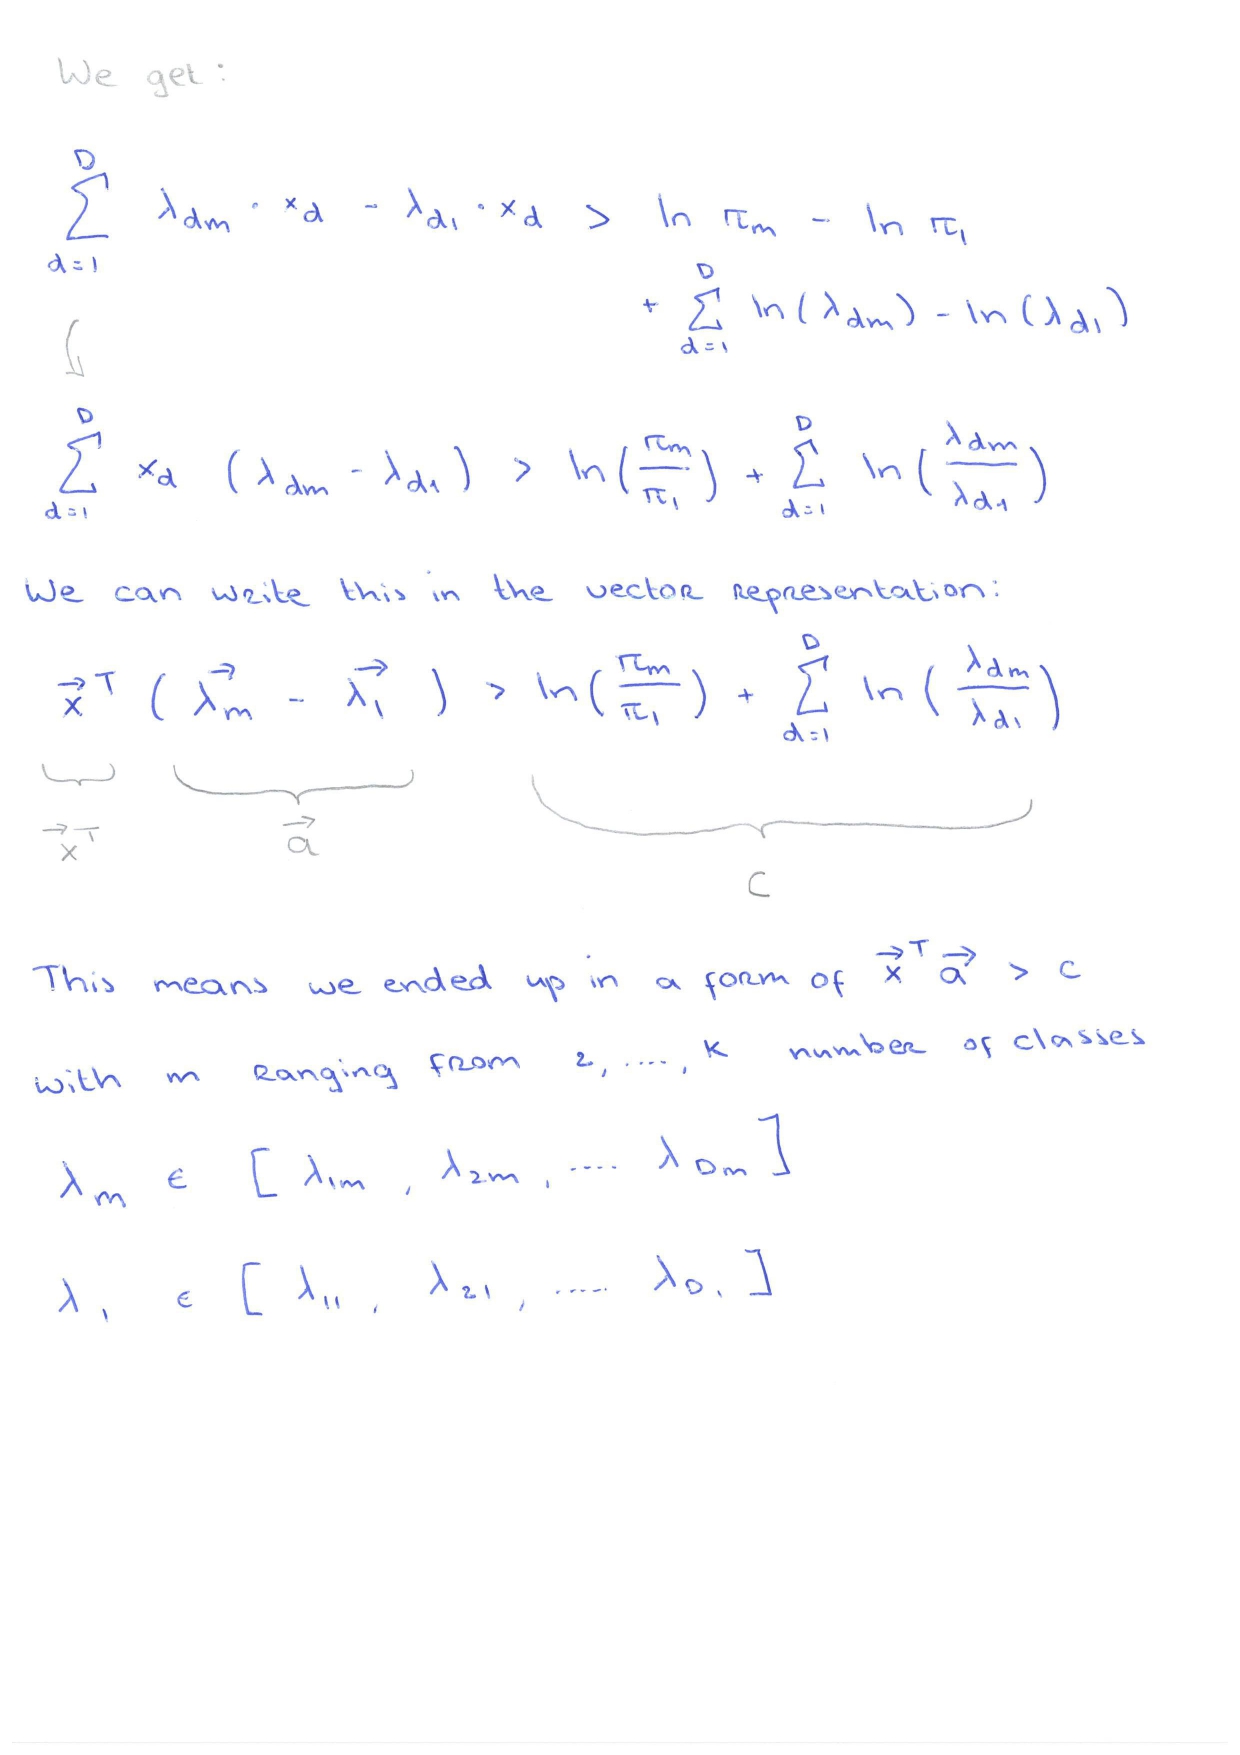 We get:
$\sum_{d=1}^{D} \lambda_{dm} \cdot x_d - \lambda_{d1} \cdot x_d > \ln \pi_m - \ln \pi_1$
$+ \sum_{d=1}^{D} \ln(\lambda_{dm}) - \ln(\lambda_{d1})$
$\sum_{d=1}^{D} x_d (\lambda_{dm} - \lambda_{d1}) > \ln\left(\frac{\pi_m}{\pi_1}\right) + \sum_{d=1}^{D} \ln\left(\frac{\lambda_{dm}}{\lambda_{d1}}\right)$
We can write this in the vector representation:
$\vec{x}^T (\vec{\lambda_m} - \vec{\lambda_1}) > \ln\left(\frac{\pi_m}{\pi_1}\right) + \sum_{d=1}^{D} \ln\left(\frac{\lambda_{dm}}{\lambda_{d1}}\right)$
$\vec{x}^T$ $\vec{a}$ $c$
This means we ended up in a form of $\vec{x}^T \vec{a} > c$
with m ranging from 2, ...., K number of classes
$\lambda_m \in [\lambda_{1m}, \lambda_{2m}, .... \lambda_{Dm}]$
$\lambda_1 \in [\lambda_{11}, \lambda_{21}, ..... \lambda_{D1}]$